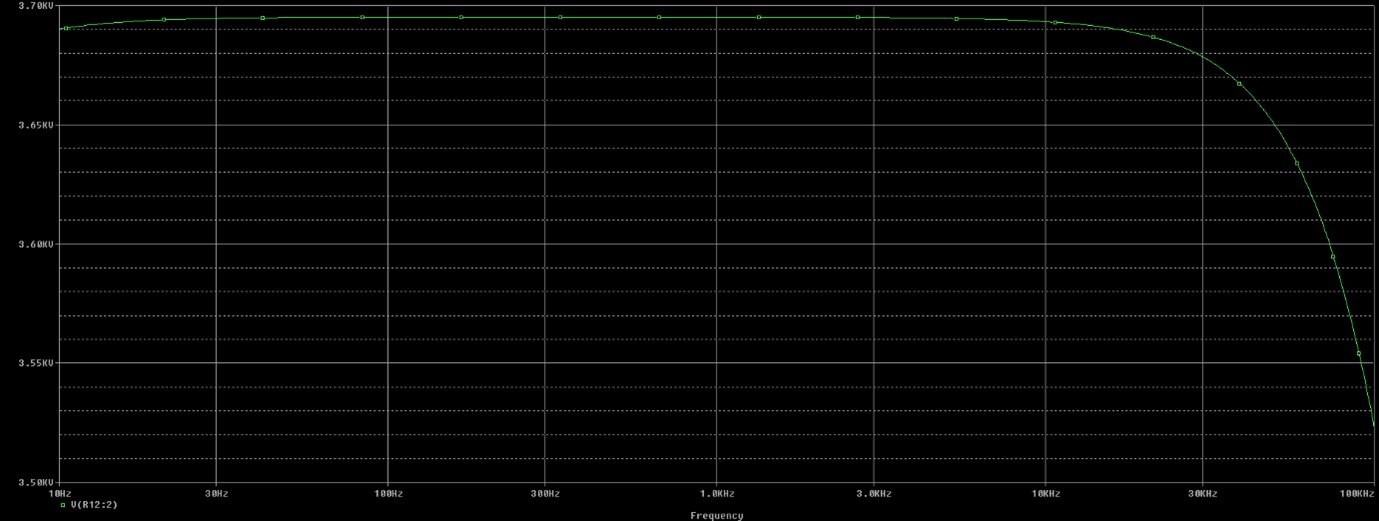 3.70KV
3.65KV
3.60KV
3.55KV
3.50KV
10Hz 30Hz 100Hz 300Hz 1.0KHz 3.0KHz 10KHz 30KHz 100KHz
V(R12:2)
Frequency